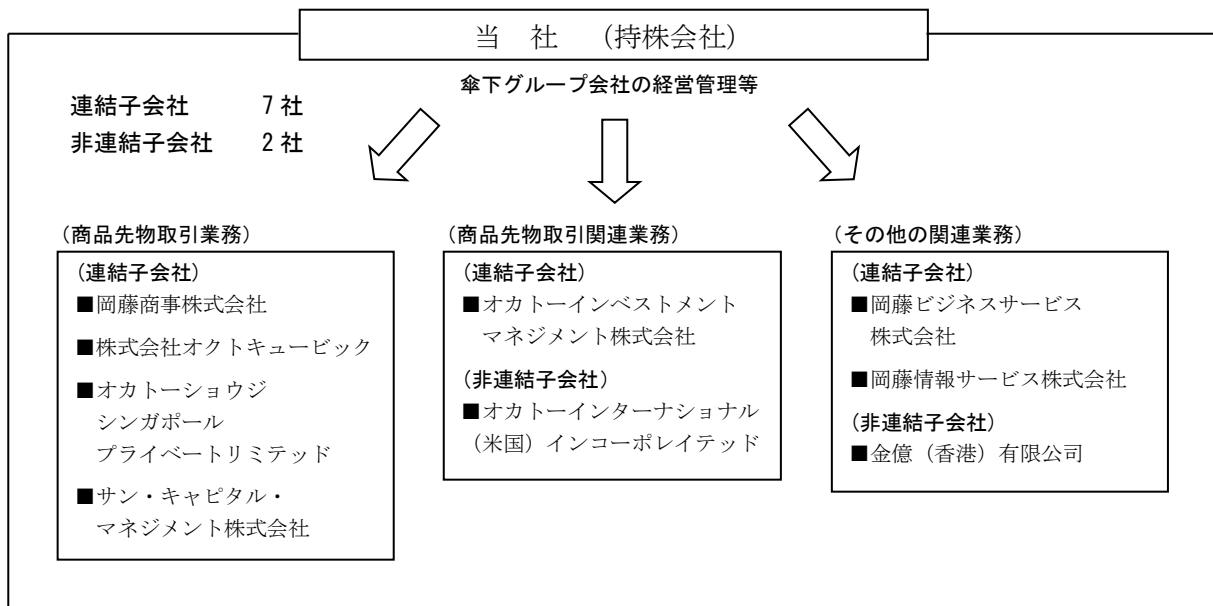 当 社 （持株会社）
傘下グループ会社の経営管理等
連結子会社 7 社
非連結子会社 2 社
（商品先物取引業務）
（連結子会社）
■岡藤商事株式会社
■株式会社オクトキュービック
■オカトーショウジ
シンガポール
プライベートリミテッド
■サン・キャピタル・
マネジメント株式会社
（商品先物取引関連業務）
（連結子会社）
■オカトーインベストメント
マネジメント株式会社
（非連結子会社）
■オカトーインターナショナル
（米国）インコーポレイテッド
（その他の関連業務）
（連結子会社）
■岡藤ビジネスサービス
株式会社
■岡藤情報サービス株式会社
（非連結子会社）
■金億（香港）有限公司